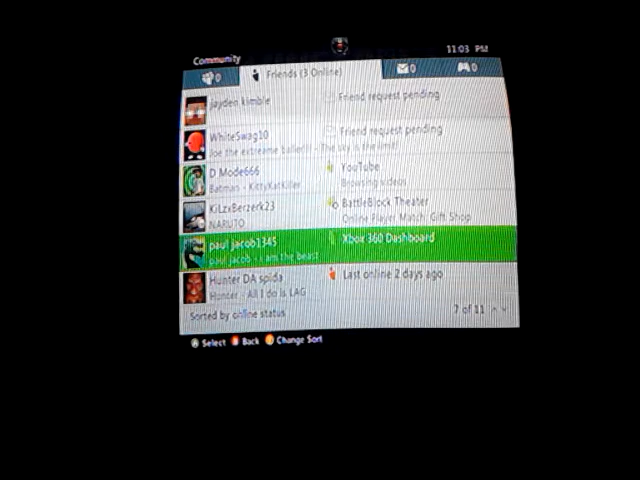 Community
11:03 PM
0
Friends (3 Online)
0
0
jayden kimble
Friend request pending
WhiteSwag10
Friend request pending
Joe the extreame baller!!! - The sky is the limit!
D Mode666
YouTube
Batman - KittyKatKiller
Browsing videos
KiLzxBerzerk23
BattleBlock Theater
NARUTO
Online Player Match: Gift Shop
paul jacob1345
Xbox 360 Dashboard
paul jacob - i am the beast
Hunter DA spida
Last online 2 days ago
Hunter - All I do is LAG
Sorted by online status
7 of 11
A Select B Back Y Change Sort